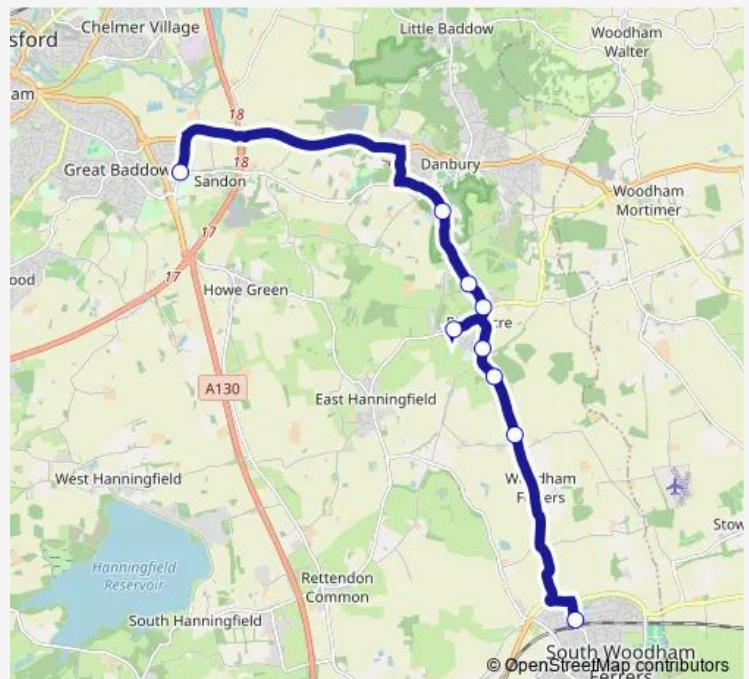 Chelmer Village
Little Baddow
Woodham
Walter
sford
am
18
18
Great Baddow
Sandon
Danbury
Woodham
Mortimer
17
17
ood
Howe Green
cre
A130
East Hanningfield
West Hanningfield
Stow
Hanningfield
Reservoir
Rettendon
Common
South Hanningfield
South Woodham
Ferrers
© OpenStreetMap contributors